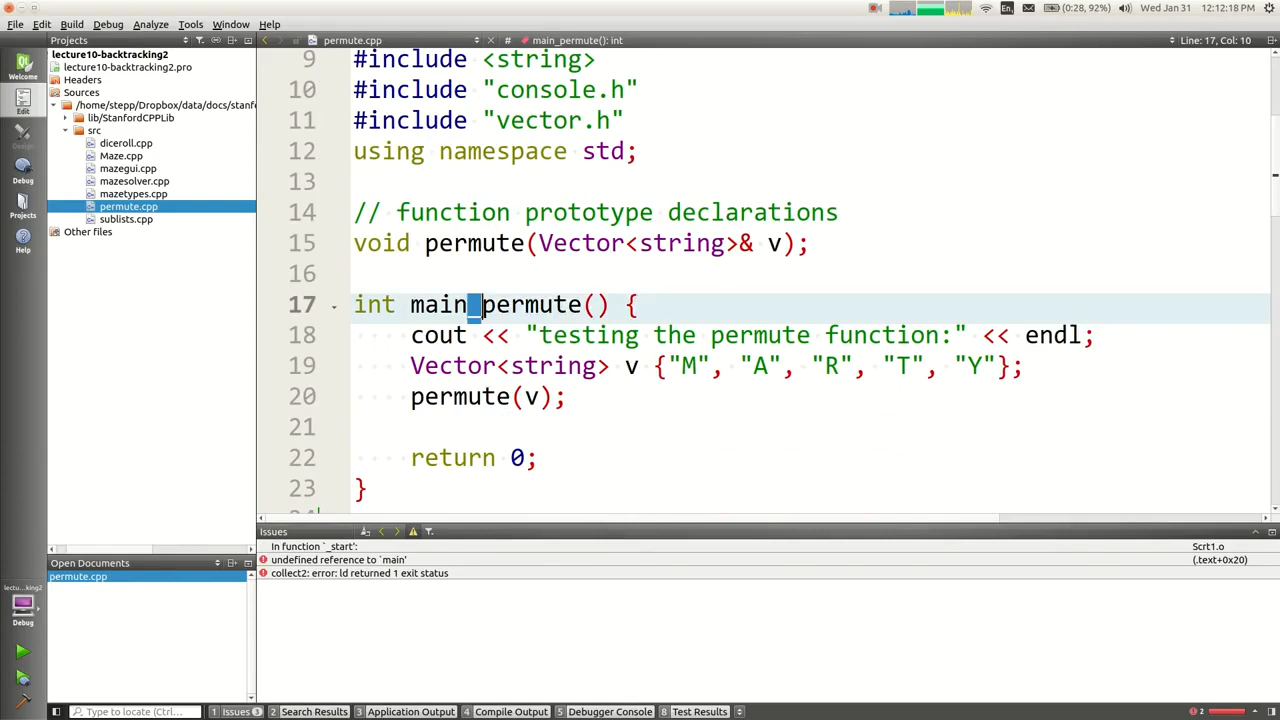 (0:28, 92%) Wed Jan 31 12:12:18 PM
En
File Edit Build Debug Analyze Tools Window Help
Projects
permute.cpp
main_permute(): int
Line: 17, Col: 10
Welcome
Edit
Design
Debug
Projects
Help
lecture10-backtracking2
lecture10-backtracking2.pro
Headers
Sources
/home/stepp/Dropbox/data/docs/stanf
lib/StanfordCPPLib
src
diceroll.cpp
Maze.cpp
mazegui.cpp
mazesolver.cpp
mazetypes.cpp
permute.cpp
sublists.cpp
Other files
9 #include <string>
10 #include "console.h"
11 #include "vector.h"
12 using namespace std;
13
14 // function prototype declarations
15 void permute(Vector<string>& v);
16
17 int main_permute() {
18 cout << "testing the permute function:" << endl;
19 Vector<string> v {"M", "A", "R", "T", "Y"};
20 permute(v);
21
22 return 0;
23 }
Issues
In function `_start': Scrt1.o
undefined reference to `main' (.text+0x20)
collect2: error: ld returned 1 exit status
Open Documents
permute.cpp
lectu...king2
Debug
Type to locate (Ctrl...
1 Issues 3
2 Search Results
3 Application Output
4 Compile Output
5 Debugger Console
8 Test Results
2